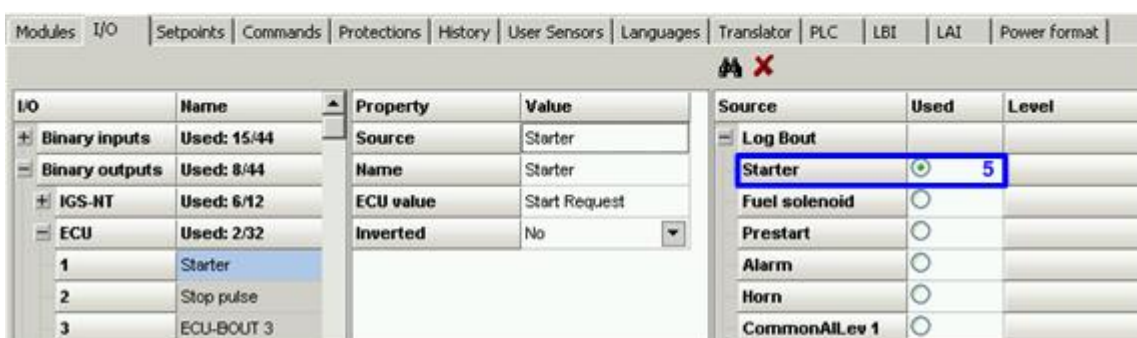 Modules I/O Setpoints Commands Protections History User Sensors Languages Translator PLC LBI LAI Power format
I/O Name Property Value Source Used Level
Binary inputs Used: 15/44 Source Starter Log Bout
Binary outputs Used: 8/44 Name Starter Starter 5
IGS-NT Used: 6/12 ECU value Start Request Fuel solenoid
ECU Used: 2/32 Inverted No Prestart
1 Starter Alarm
2 Stop pulse Horn
3 ECU-BOUT 3 CommonAlLev 1